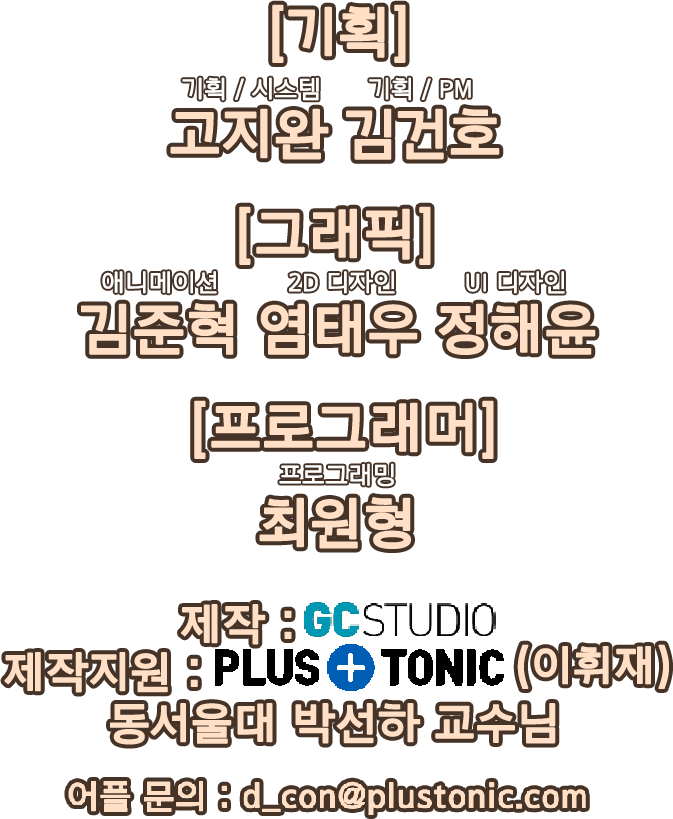 [기획]
기획 / 시스템 기획 / PM
고지완 김건호
[그래픽]
애니메이션 2D 디자인 UI 디자인
김준혁 염태우 정해윤
[프로그래머]
프로그래밍
최원형
제작 : GCSTUDIO
제작지원 : PLUS+TONIC (이휘재)
동서울대 박선하 교수님
어플 문의 : d_con@plustonic.com